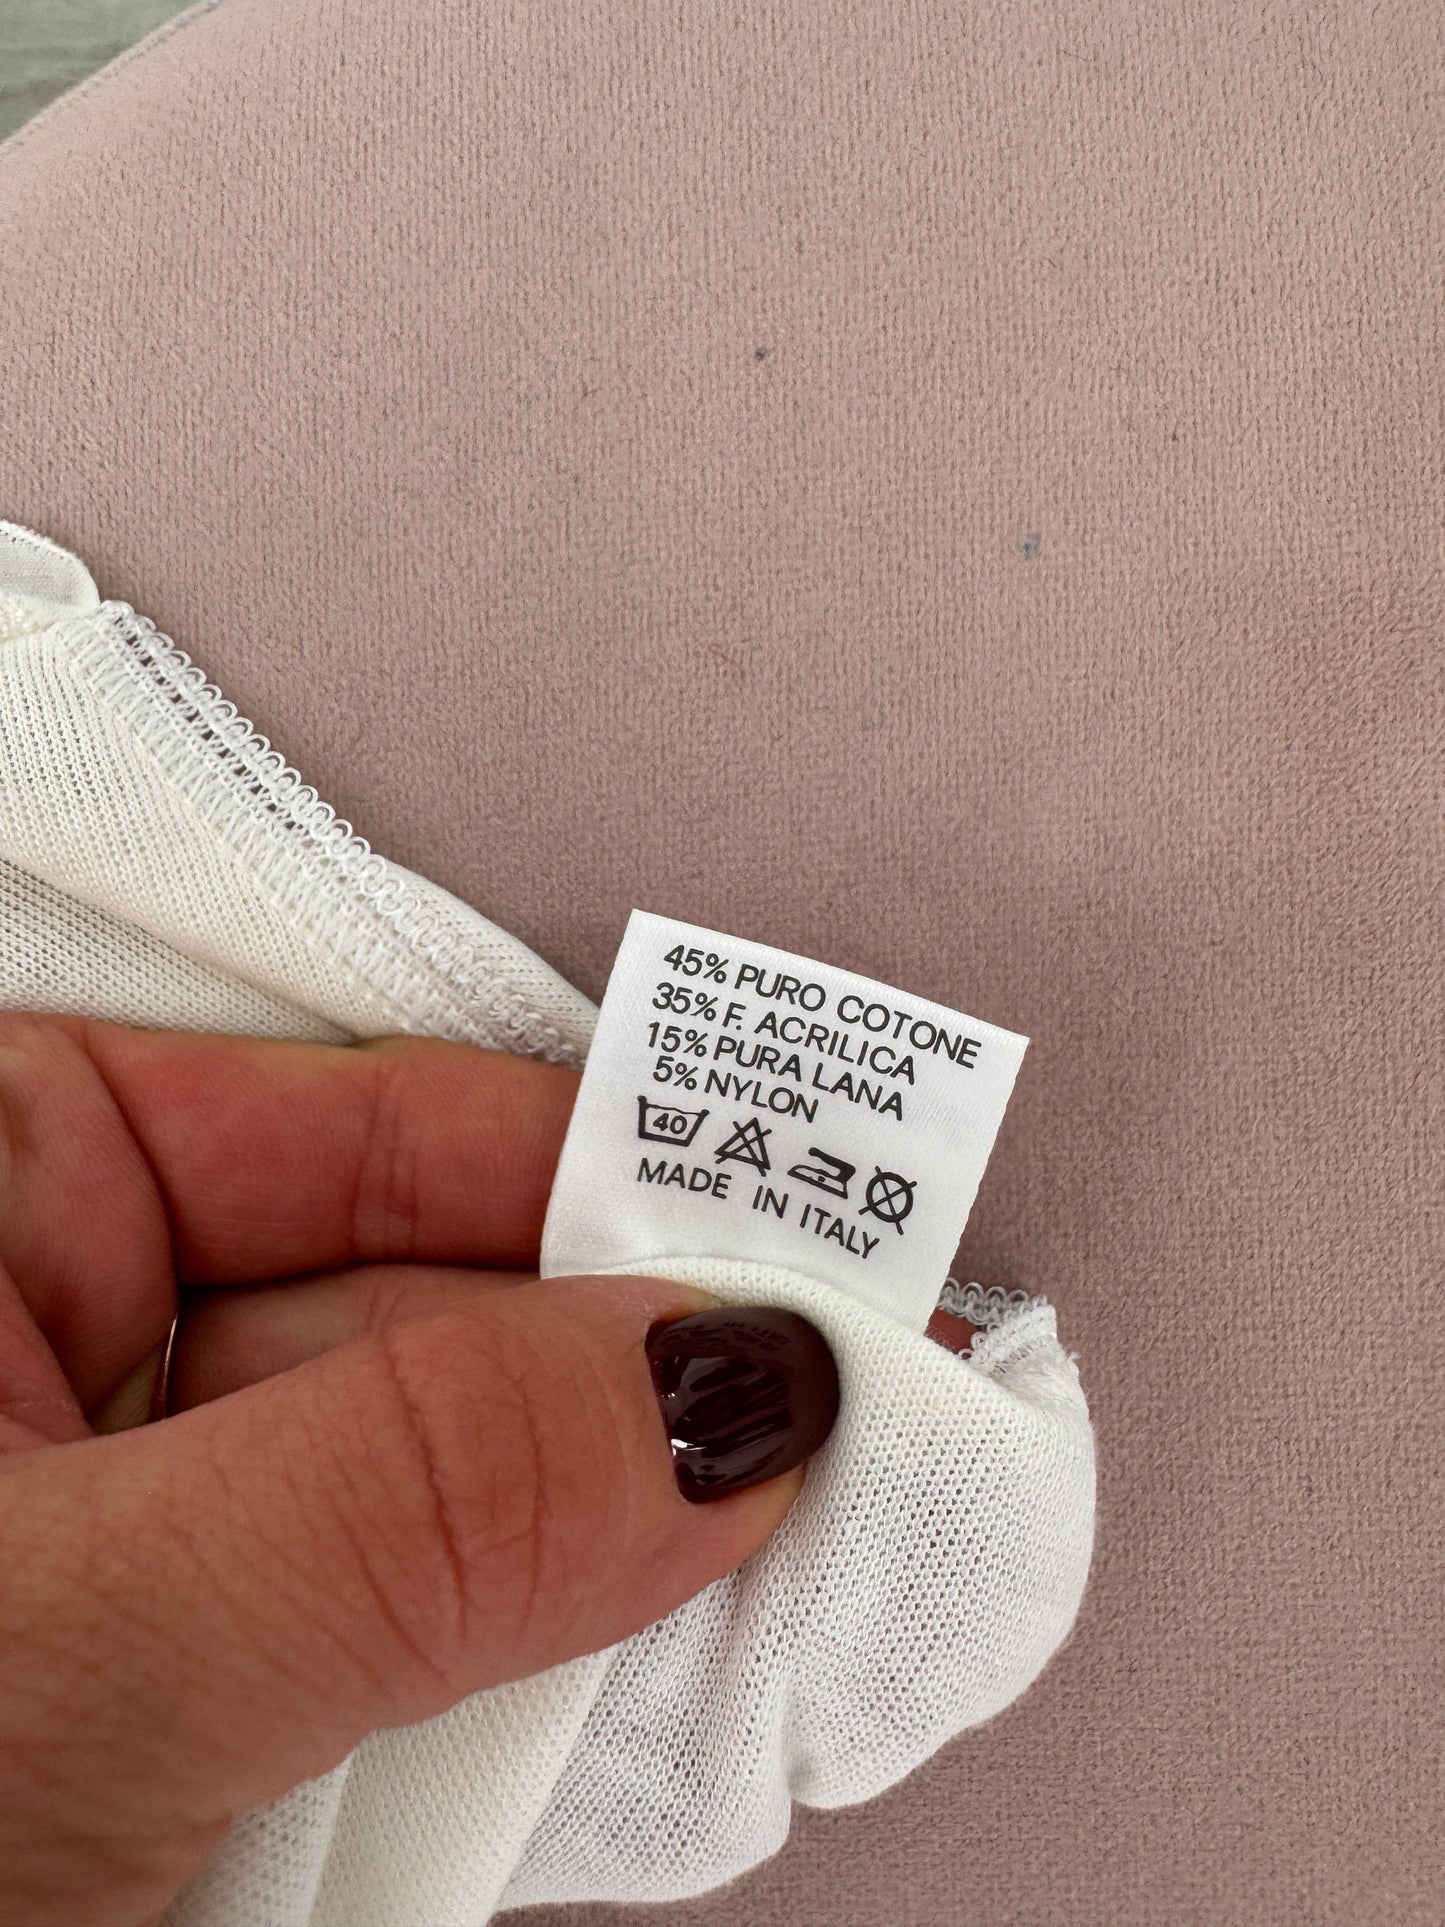 45% PURO COTONE
35% F. ACRILICA
15% PURA LANA
5% NYLON
40
MADE IN ITALY